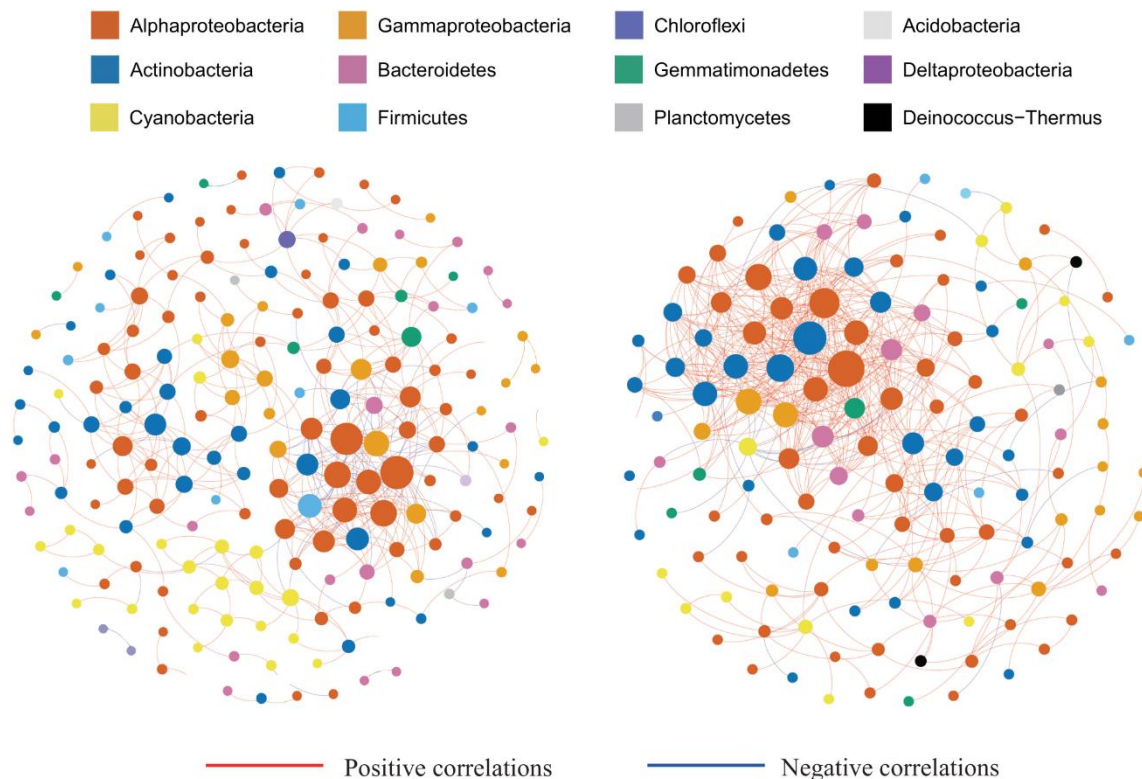 Alphaproteobacteria Gammaproteobacteria Chloroflexi Acidobacteria
Actinobacteria Bacteroidetes Gemmatimonadetes Deltaproteobacteria
Cyanobacteria Firmicutes Planctomycetes Deinococcus−Thermus
Positive correlations Negative correlations